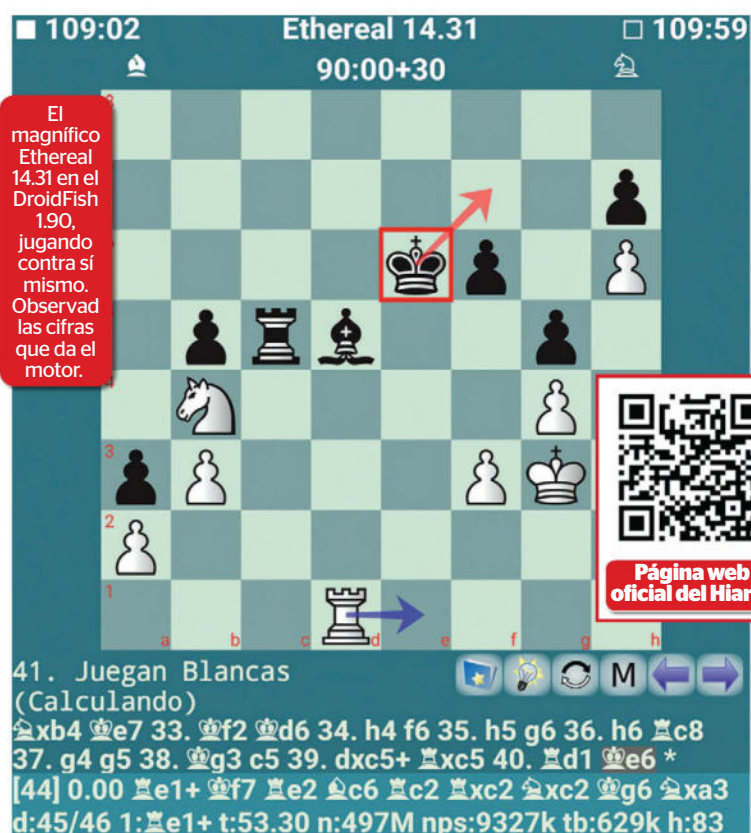 ■ 109:02 Ethereal 14.31 □ 109:59
♝ 90:00+30 ♘
El
magnífico
Ethereal
14.31 en el
DroidFish
1.90,
jugando
contra sí
mismo.
Observad
las cifras
que da el
motor.
3
2
1
a b c d e f g h
Página web
oficial del
41. Juegan Blancas
M
(Calculando)
♘xb4 ♔e7 33. ♔f2 ♔d6 34. h4 f6 35. h5 g6 36. h6 ♖c8
37. g4 g5 38. ♔g3 c5 39. dxc5+ ♖xc5 40. ♖d1 ♔e6 *
[44] 0.00 ♖e1+ ♔f7 ♖e2 ♗c6 ♖c2 ♖xc2 ♘xc2 ♔g6 ♘xa3
d:45/46 1:♖e1+ t:53.30 n:497M nps:9327k tb:629k h:83